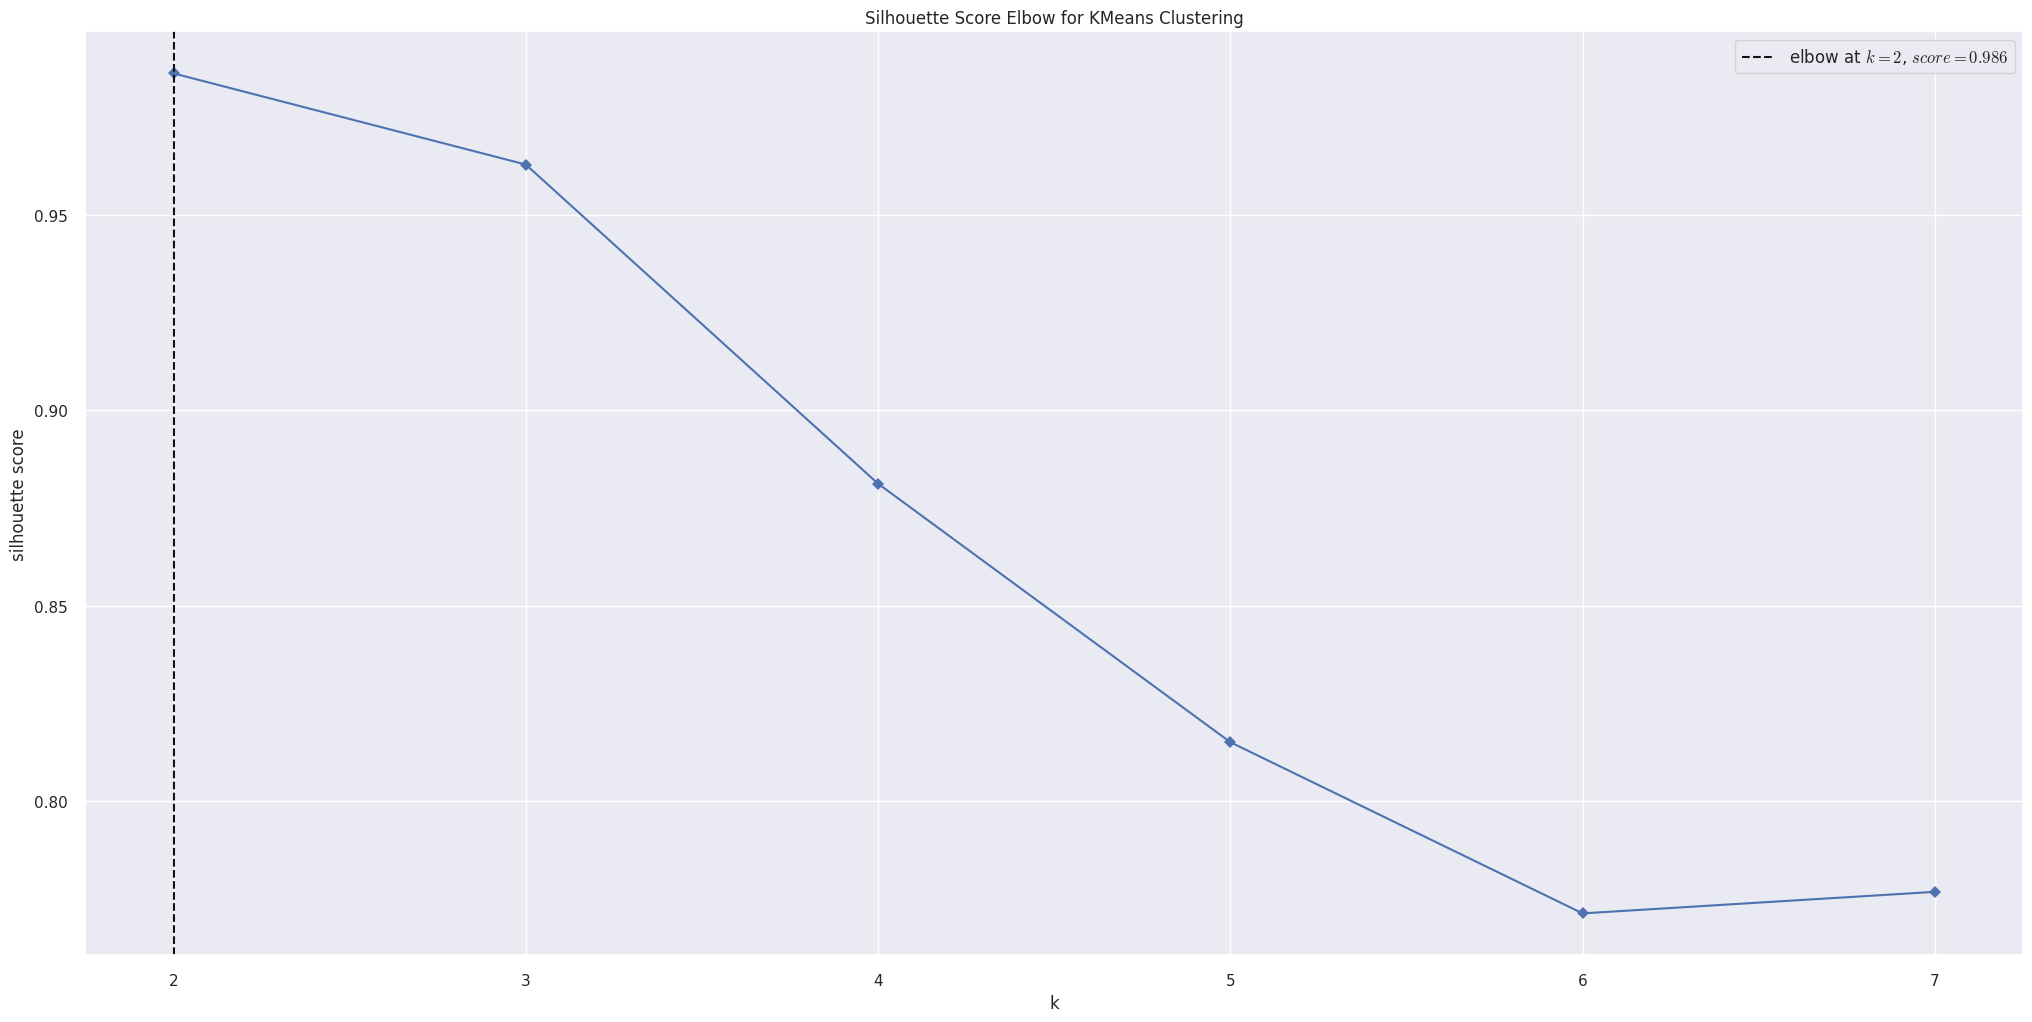 Silhouette Score Elbow for KMeans Clustering
elbow at k = 2, score = 0.986
silhouette score
0.95
0.90
0.85
0.80
2 3 4 5 6 7
k